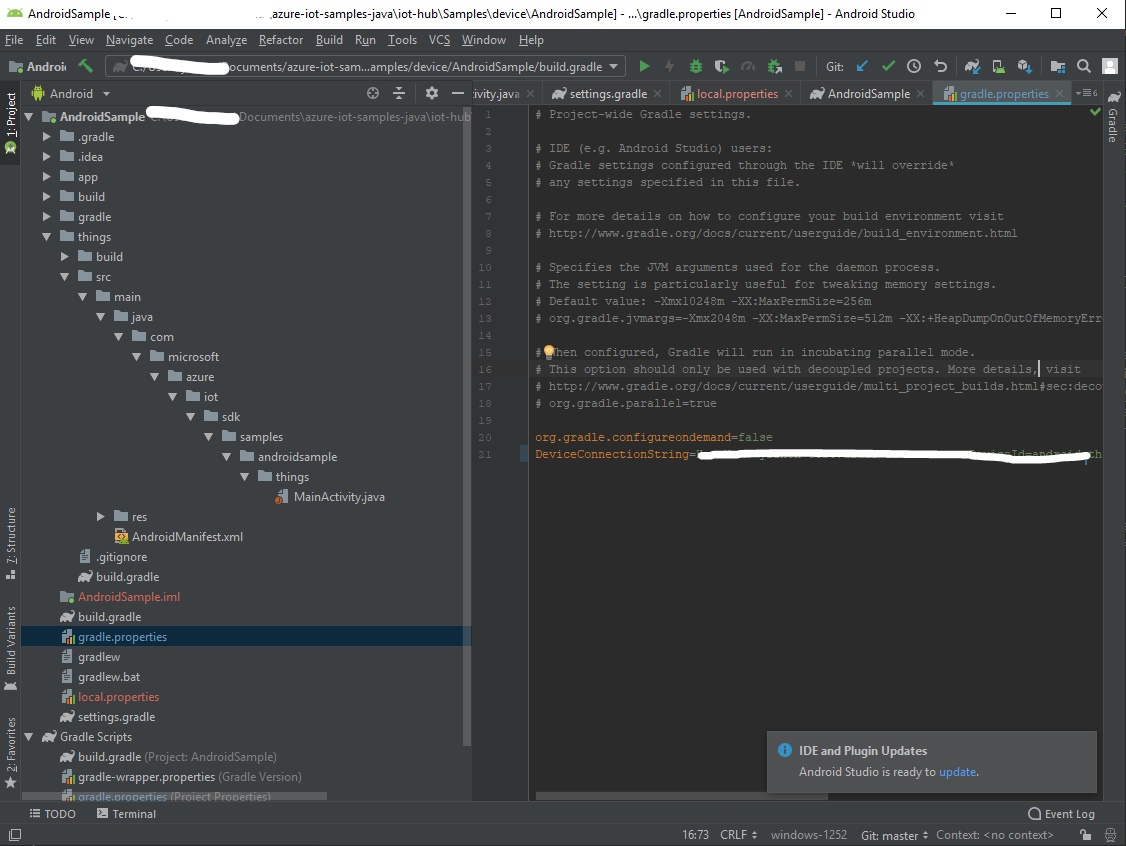 AndroidSample
\azure-iot-samples-java\iot-hub\Samples\device\AndroidSample] - ...\gradle.properties [AndroidSample] - Android Studio
File Edit View Navigate Code Analyze Refactor Build Run Tools VCS Window Help
Androi
ocuments/azure-iot-sam...amples/device/AndroidSample/build.gradle
Git:
1: Project
Android
tivity.java settings.gradle local.properties AndroidSample gradle.properties 6
Gradle
AndroidSample Documents\azure-iot-samples-java\iot-hub
.gradle
.idea
app
build
gradle
things
build
src
main
java
com
microsoft
azure
iot
sdk
samples
androidsample
things
MainActivity.java
res
AndroidManifest.xml
.gitignore
build.gradle
AndroidSample.iml
build.gradle
gradle.properties
gradlew
gradlew.bat
local.properties
settings.gradle
Gradle Scripts
build.gradle (Project: AndroidSample)
gradle-wrapper.properties (Gradle Version)
gradle.properties (Project Properties)
1 # Project-wide Gradle settings.
2
3 # IDE (e.g. Android Studio) users:
4 # Gradle settings configured through the IDE *will override*
5 # any settings specified in this file.
6
7 # For more details on how to configure your build environment visit
8 # http://www.gradle.org/docs/current/userguide/build_environment.html
9
10 # Specifies the JVM arguments used for the daemon process.
11 # The setting is particularly useful for tweaking memory settings.
12 # Default value: -Xmx10248m -XX:MaxPermSize=256m
13 # org.gradle.jvmargs=-Xmx2048m -XX:MaxPermSize=512m -XX:+HeapDumpOnOutOfMemoryErr
14
15 # When configured, Gradle will run in incubating parallel mode.
16 # This option should only be used with decoupled projects. More details, visit
17 # http://www.gradle.org/docs/current/userguide/multi_project_builds.html#sec:deco
18 # org.gradle.parallel=true
19
20 org.gradle.configureondemand=false
21 DeviceConnectionString=
7: Structure
Build Variants
2: Favorites
IDE and Plugin Updates
Android Studio is ready to update.
TODO Terminal Event Log
16:73 CRLF windows-1252 Git: master Context: <no context>